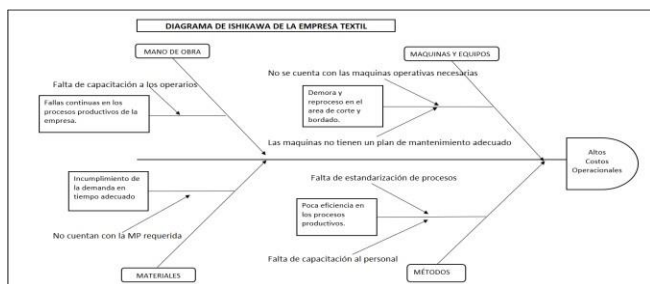 DIAGRAMA DE ISHIKAWA DE LA EMPRESA TEXTIL
MANO DE OBRA
MAQUINAS Y EQUIPOS
Falta de capacitación a los operarios
Fallas continuas en los
procesos productivos de la
empresa.
No se cuenta con las maquinas operativas necesarias
Demora y
reproceso en el
area de corte y
bordado.
Las maquinas no tienen un plan de mantenimiento adecuado
Altos
Costos
Operacionales
Incumplimiento de
la demanda en
tiempo adecuado
No cuentan con la MP requerida
Falta de estandarización de procesos
Poca eficiencia en
los procesos
productivos.
Falta de capacitación al personal
MATERIALES
MÉTODOS